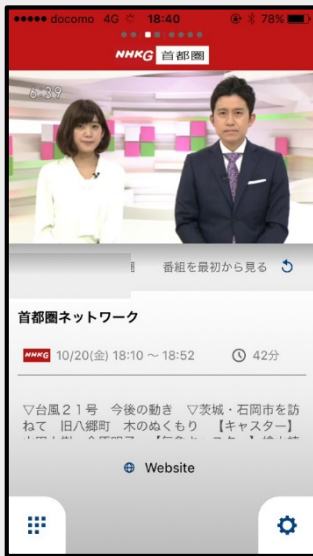 docomo 4G 18:40 78%
NHK G 首都圏
6:39
番組を最初から見る
首都圏ネットワーク
NHK G 10/20(金) 18:10 ～ 18:52 42分
▽台風２１号 今後の動き ▽茨城・石岡市を訪
ねて 旧八郷町 木のぬくもり 【キャスター】
Website